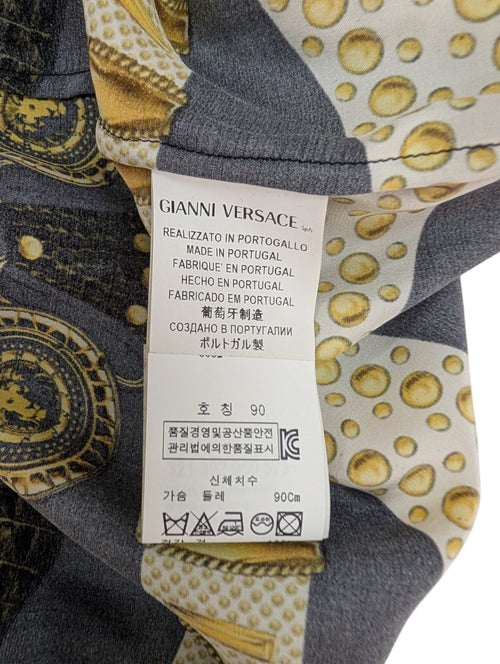 GIANNI VERSACE S.p.A.
REALIZZATO IN PORTOGALLO
MADE IN PORTUGAL
FABRIQUE' EN PORTUGAL
HECHO EN PORTUGAL
FABRICADO EM PORTUGAL
葡萄牙制造
СОЗДАНО В ПОРТУГАЛИИ
ポルトガル製
호 칭 90
품질경영및공산품안전
관리법에의한품질표시
신체치수
가슴 둘레 90Cm